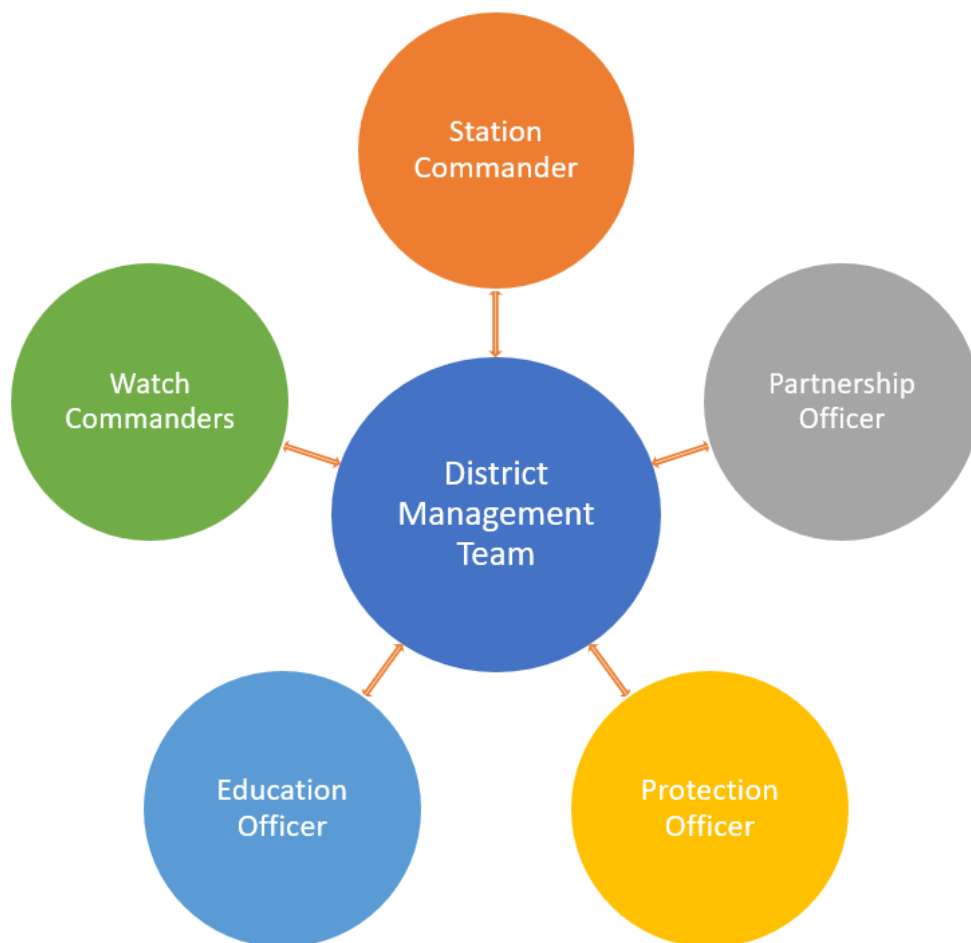 Station
Commander
Watch
Commanders
Partnership
Officer
District
Management
Team
Education
Officer
Protection
Officer